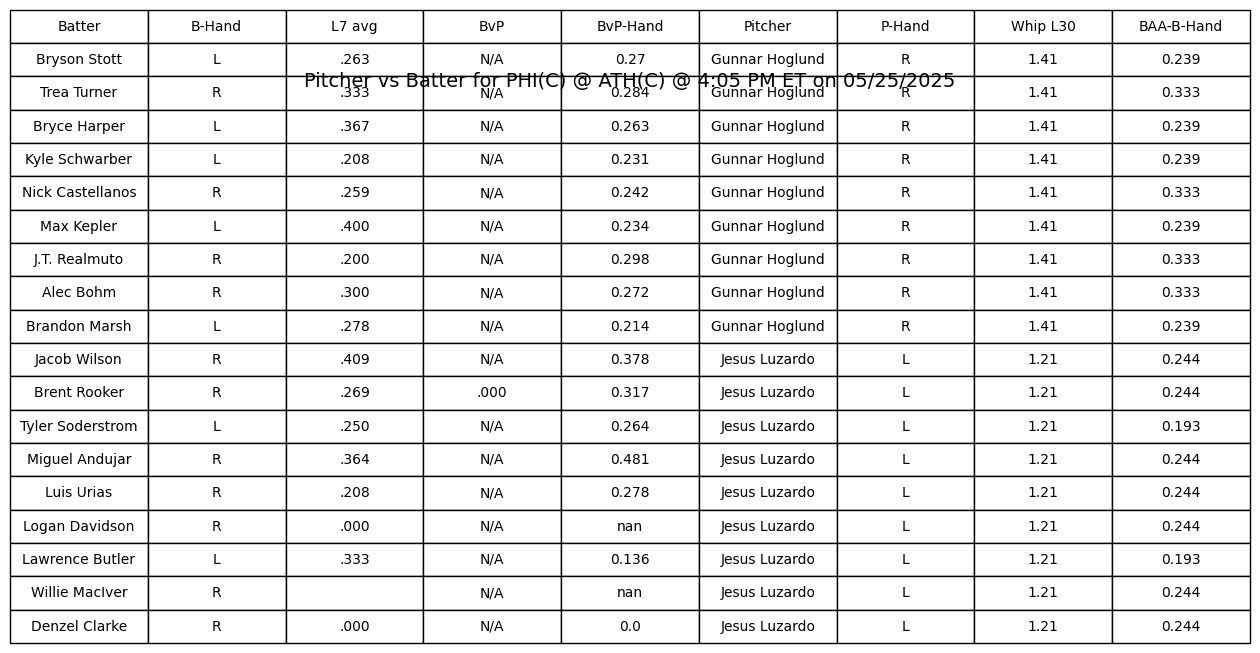 Batter B-Hand L7 avg BvP BvP-Hand Pitcher P-Hand Whip L30 BAA-B-Hand
Bryson Stott L .263 N/A 0.27 Gunnar Hoglund R 1.41 0.239
Pitcher vs Batter for PHI(C) @ ATH(C) @ 4:05 PM ET on 05/25/2025
Trea Turner R .333 N/A 0.284 Gunnar Hoglund R 1.41 0.333
Bryce Harper L .367 N/A 0.263 Gunnar Hoglund R 1.41 0.239
Kyle Schwarber L .208 N/A 0.231 Gunnar Hoglund R 1.41 0.239
Nick Castellanos R .259 N/A 0.242 Gunnar Hoglund R 1.41 0.333
Max Kepler L .400 N/A 0.234 Gunnar Hoglund R 1.41 0.239
J.T. Realmuto R .200 N/A 0.298 Gunnar Hoglund R 1.41 0.333
Alec Bohm R .300 N/A 0.272 Gunnar Hoglund R 1.41 0.333
Brandon Marsh L .278 N/A 0.214 Gunnar Hoglund R 1.41 0.239
Jacob Wilson R .409 N/A 0.378 Jesus Luzardo L 1.21 0.244
Brent Rooker R .269 .000 0.317 Jesus Luzardo L 1.21 0.244
Tyler Soderstrom L .250 N/A 0.264 Jesus Luzardo L 1.21 0.193
Miguel Andujar R .364 N/A 0.481 Jesus Luzardo L 1.21 0.244
Luis Urias R .208 N/A 0.278 Jesus Luzardo L 1.21 0.244
Logan Davidson R .000 N/A nan Jesus Luzardo L 1.21 0.244
Lawrence Butler L .333 N/A 0.136 Jesus Luzardo L 1.21 0.193
Willie MacIver R N/A nan Jesus Luzardo L 1.21 0.244
Denzel Clarke R .000 N/A 0.0 Jesus Luzardo L 1.21 0.244